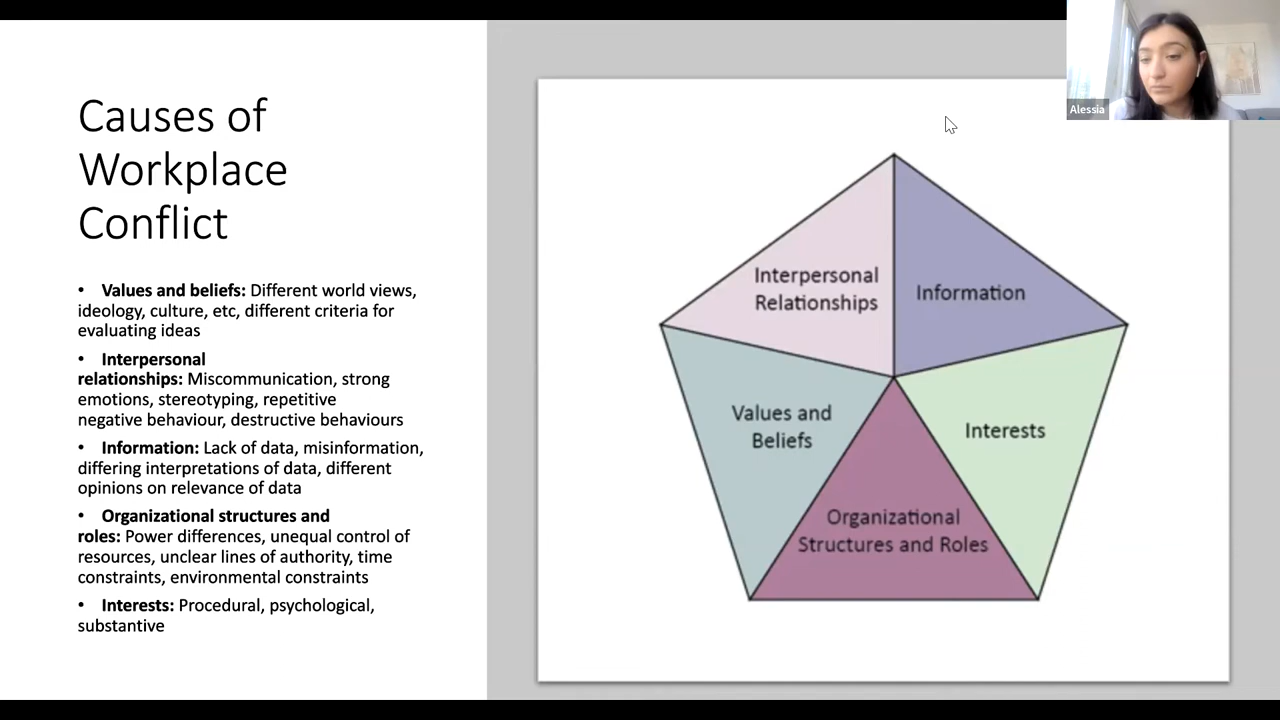 Causes of
Workplace
Conflict
• Values and beliefs: Different world views,
ideology, culture, etc, different criteria for
evaluating ideas
• Interpersonal
relationships: Miscommunication, strong
emotions, stereotyping, repetitive
negative behaviour, destructive behaviours
• Information: Lack of data, misinformation,
differing interpretations of data, different
opinions on relevance of data
• Organizational structures and
roles: Power differences, unequal control of
resources, unclear lines of authority, time
constraints, environmental constraints
• Interests: Procedural, psychological,
substantive
Interpersonal
Relationships
Information
Values and
Beliefs
Interests
Organizational
Structures and Roles
Alessia